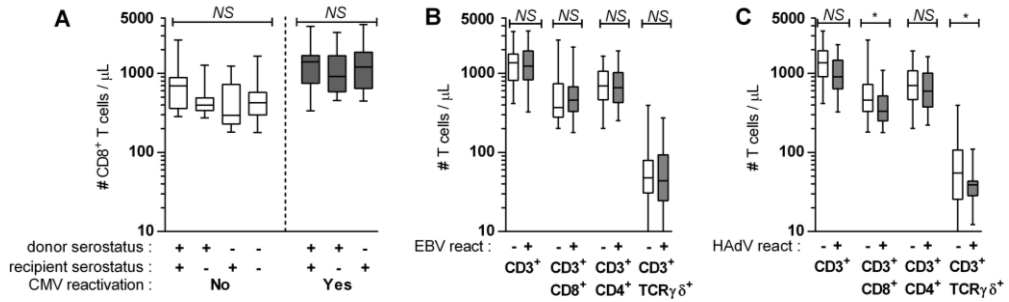 A
NS
NS
# CD8+ T cells / μL
5000
1000
100
10
donor serostatus : + + - - + + -
recipient serostatus : + - + - + - +
CMV reactivation : No Yes
B
NS NS NS NS
# T cells / μL
5000
1000
100
10
EBV react : - + - + - + - +
CD3+ CD3+ CD3+ CD3+
CD8+ CD4+ TCRγδ+
C
NS * NS *
# T cells / μL
5000
1000
100
10
HAdV react : - + - + - + - +
CD3+ CD3+ CD3+ CD3+
CD8+ CD4+ TCRγδ+